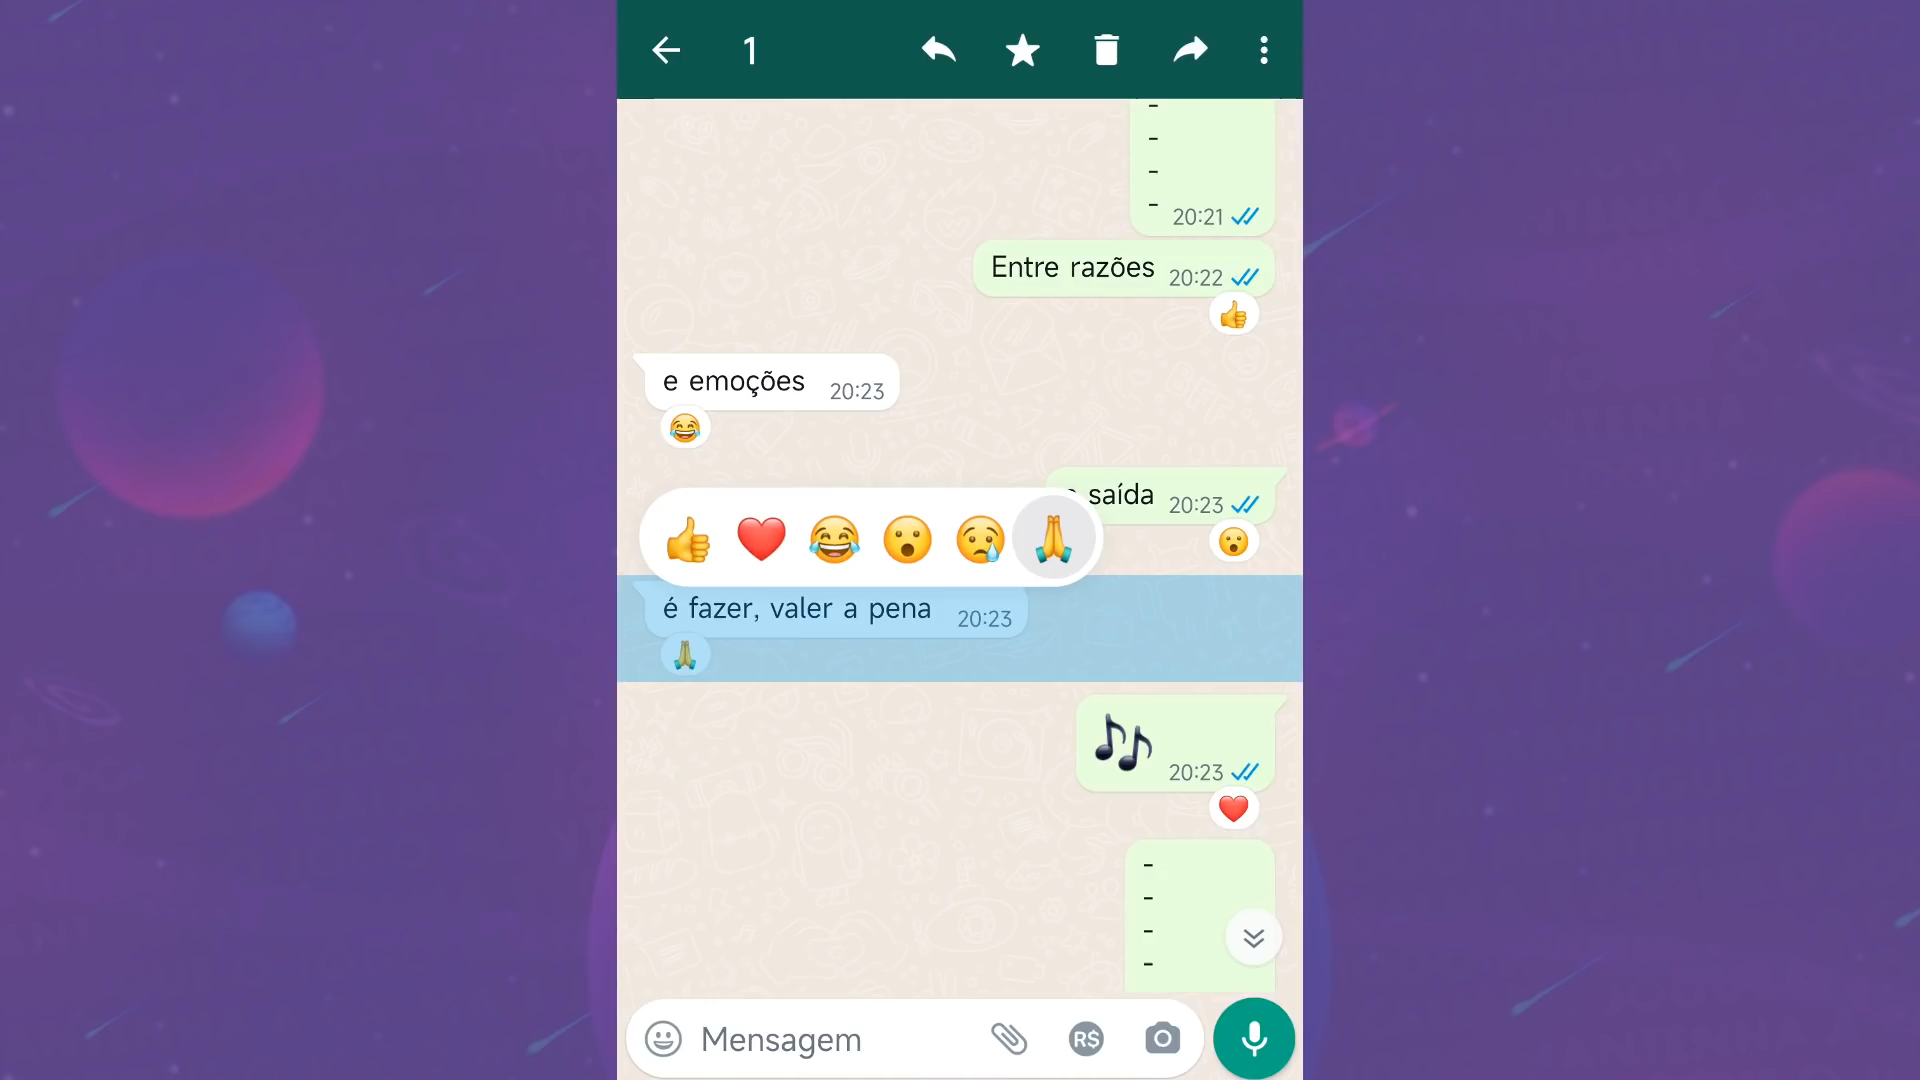 1
-
-
-
-
20:21
Entre razões 20:22
e emoções 20:23
saída 20:23
é fazer, valer a pena 20:23
20:23
-
-
-
-
Mensagem
R$